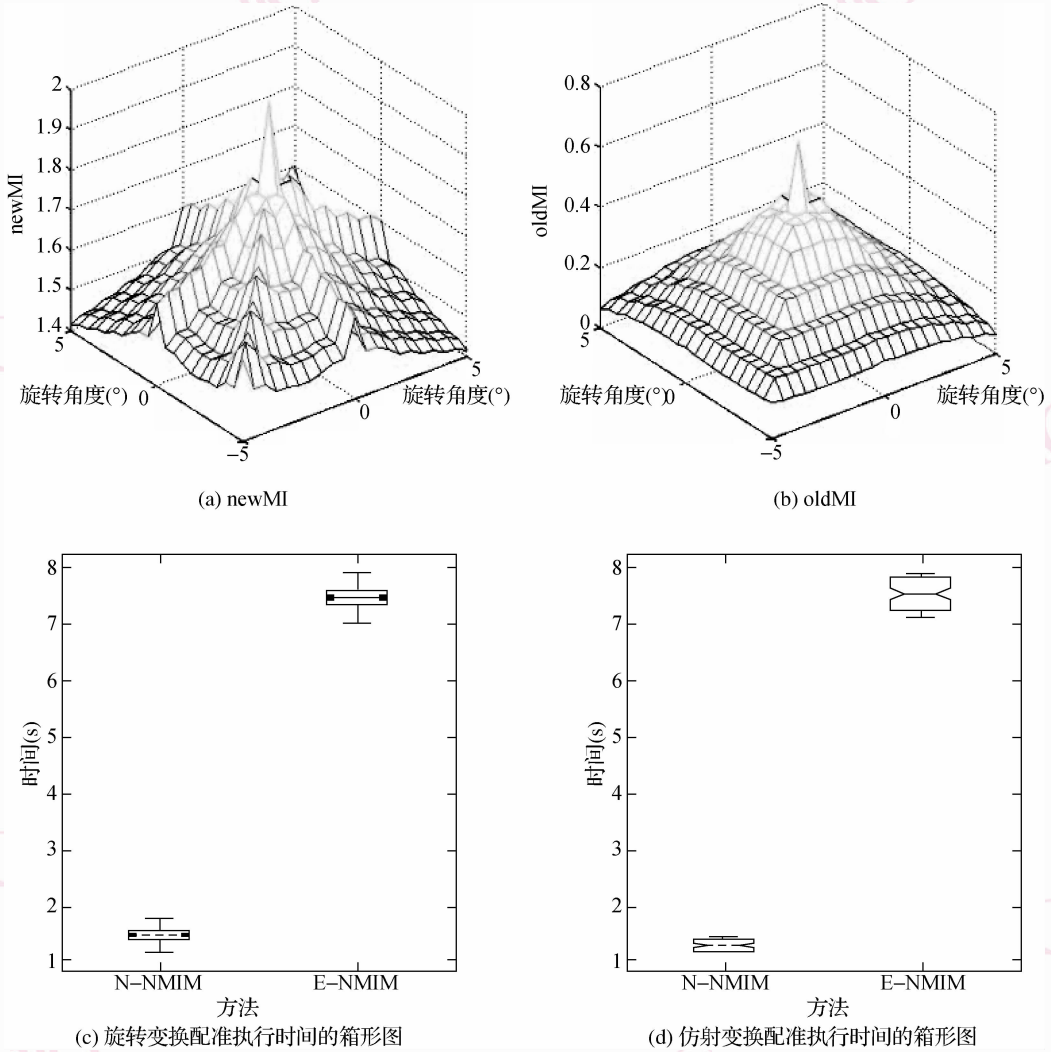 2
1.9
1.8
1.7
1.6
1.5
1.4
newMI
5
0
−5
0
5
旋转角度(°)
旋转角度(°)
(a) newMI
0.8
0.6
0.4
0.2
0
oldMI
5
0
−5
0
5
旋转角度(°)
旋转角度(°)
(b) oldMI
8
7
6
5
4
3
2
1
时间(s)
N−NMIM
E−NMIM
方法
(c) 旋转变换配准执行时间的箱形图
8
7
6
5
4
3
2
1
时间(s)
N−NMIM
E−NMIM
方法
(d) 仿射变换配准执行时间的箱形图